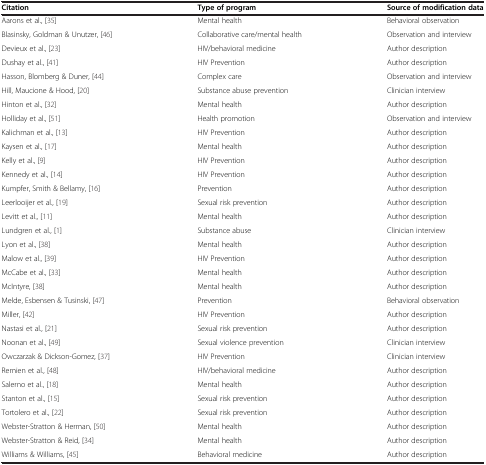 Citation Type of program Source of modification data
Aarons et al., [35] Mental health Behavioral observation
Blasinsky, Goldman & Unutzer, [46] Collaborative care/mental health Observation and interview
Devieux et al., [23] HIV/behavioral medicine Author description
Dushay et al., [41] HIV Prevention Author description
Hasson, Blomberg & Duner, [44] Complex care Observation and interview
Hill, Maucione & Hood, [20] Substance abuse prevention Clinician interview
Hinton et al., [32] Mental health Author description
Holliday et al., [51] Health promotion Observation and interview
Kalichman et al., [13] HIV Prevention Author description
Kaysen et al., [17] Mental health Author description
Kelly et al., [9] HIV Prevention Author description
Kennedy et al., [14] HIV Prevention Author description
Kumpfer, Smith & Bellamy, [16] Prevention Author description
Leerlooijer et al., [19] Sexual risk prevention Author description
Levitt et al., [11] Mental health Author description
Lundgren et al., [1] Substance abuse Clinician interview
Lyon et al., [38] Mental health Author description
Malow et al., [39] HIV Prevention Author description
McCabe et al., [33] Mental health Author description
McIntyre, [38] Mental health Author description
Melde, Esbensen & Tusinski, [47] Prevention Behavioral observation
Miller, [42] HIV Prevention Author description
Nastasi et al., [21] Sexual risk prevention Author description
Noonan et al., [49] Sexual violence prevention Clinician interview
Owczarzak & Dickson-Gomez, [37] HIV Prevention Clinician interview
Remien et al., [48] HIV/behavioral medicine Author description
Salerno et al., [18] Mental health Author description
Stanton et al., [15] Sexual risk prevention Author description
Tortolero et al., [22] Sexual risk prevention Author description
Webster-Stratton & Herman, [50] Mental health Author description
Webster-Stratton & Reid, [34] Mental health Author description
Williams & Williams, [45] Behavioral medicine Author description